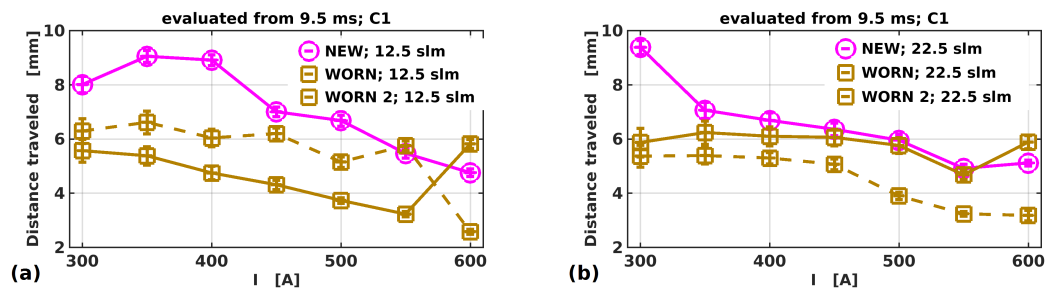 evaluated from 9.5 ms; C1
Distance traveled [mm]
10
8
6
4
2
NEW; 12.5 slm
WORN; 12.5 slm
WORN 2; 12.5 slm
300
400
500
600
I [A]
(a)
evaluated from 9.5 ms; C1
Distance traveled [mm]
10
8
6
4
2
NEW; 22.5 slm
WORN; 22.5 slm
WORN 2; 22.5 slm
300
400
500
600
I [A]
(b)